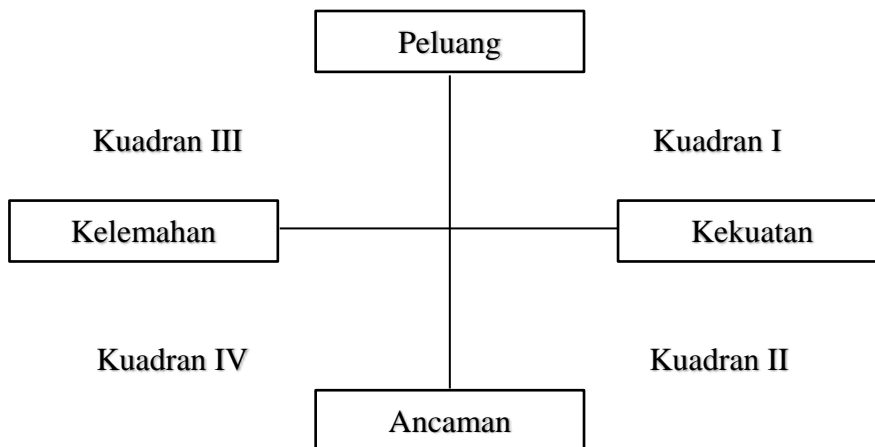 Peluang
Kuadran III
Kuadran I
Kelemahan
Kekuatan
Kuadran IV
Kuadran II
Ancaman